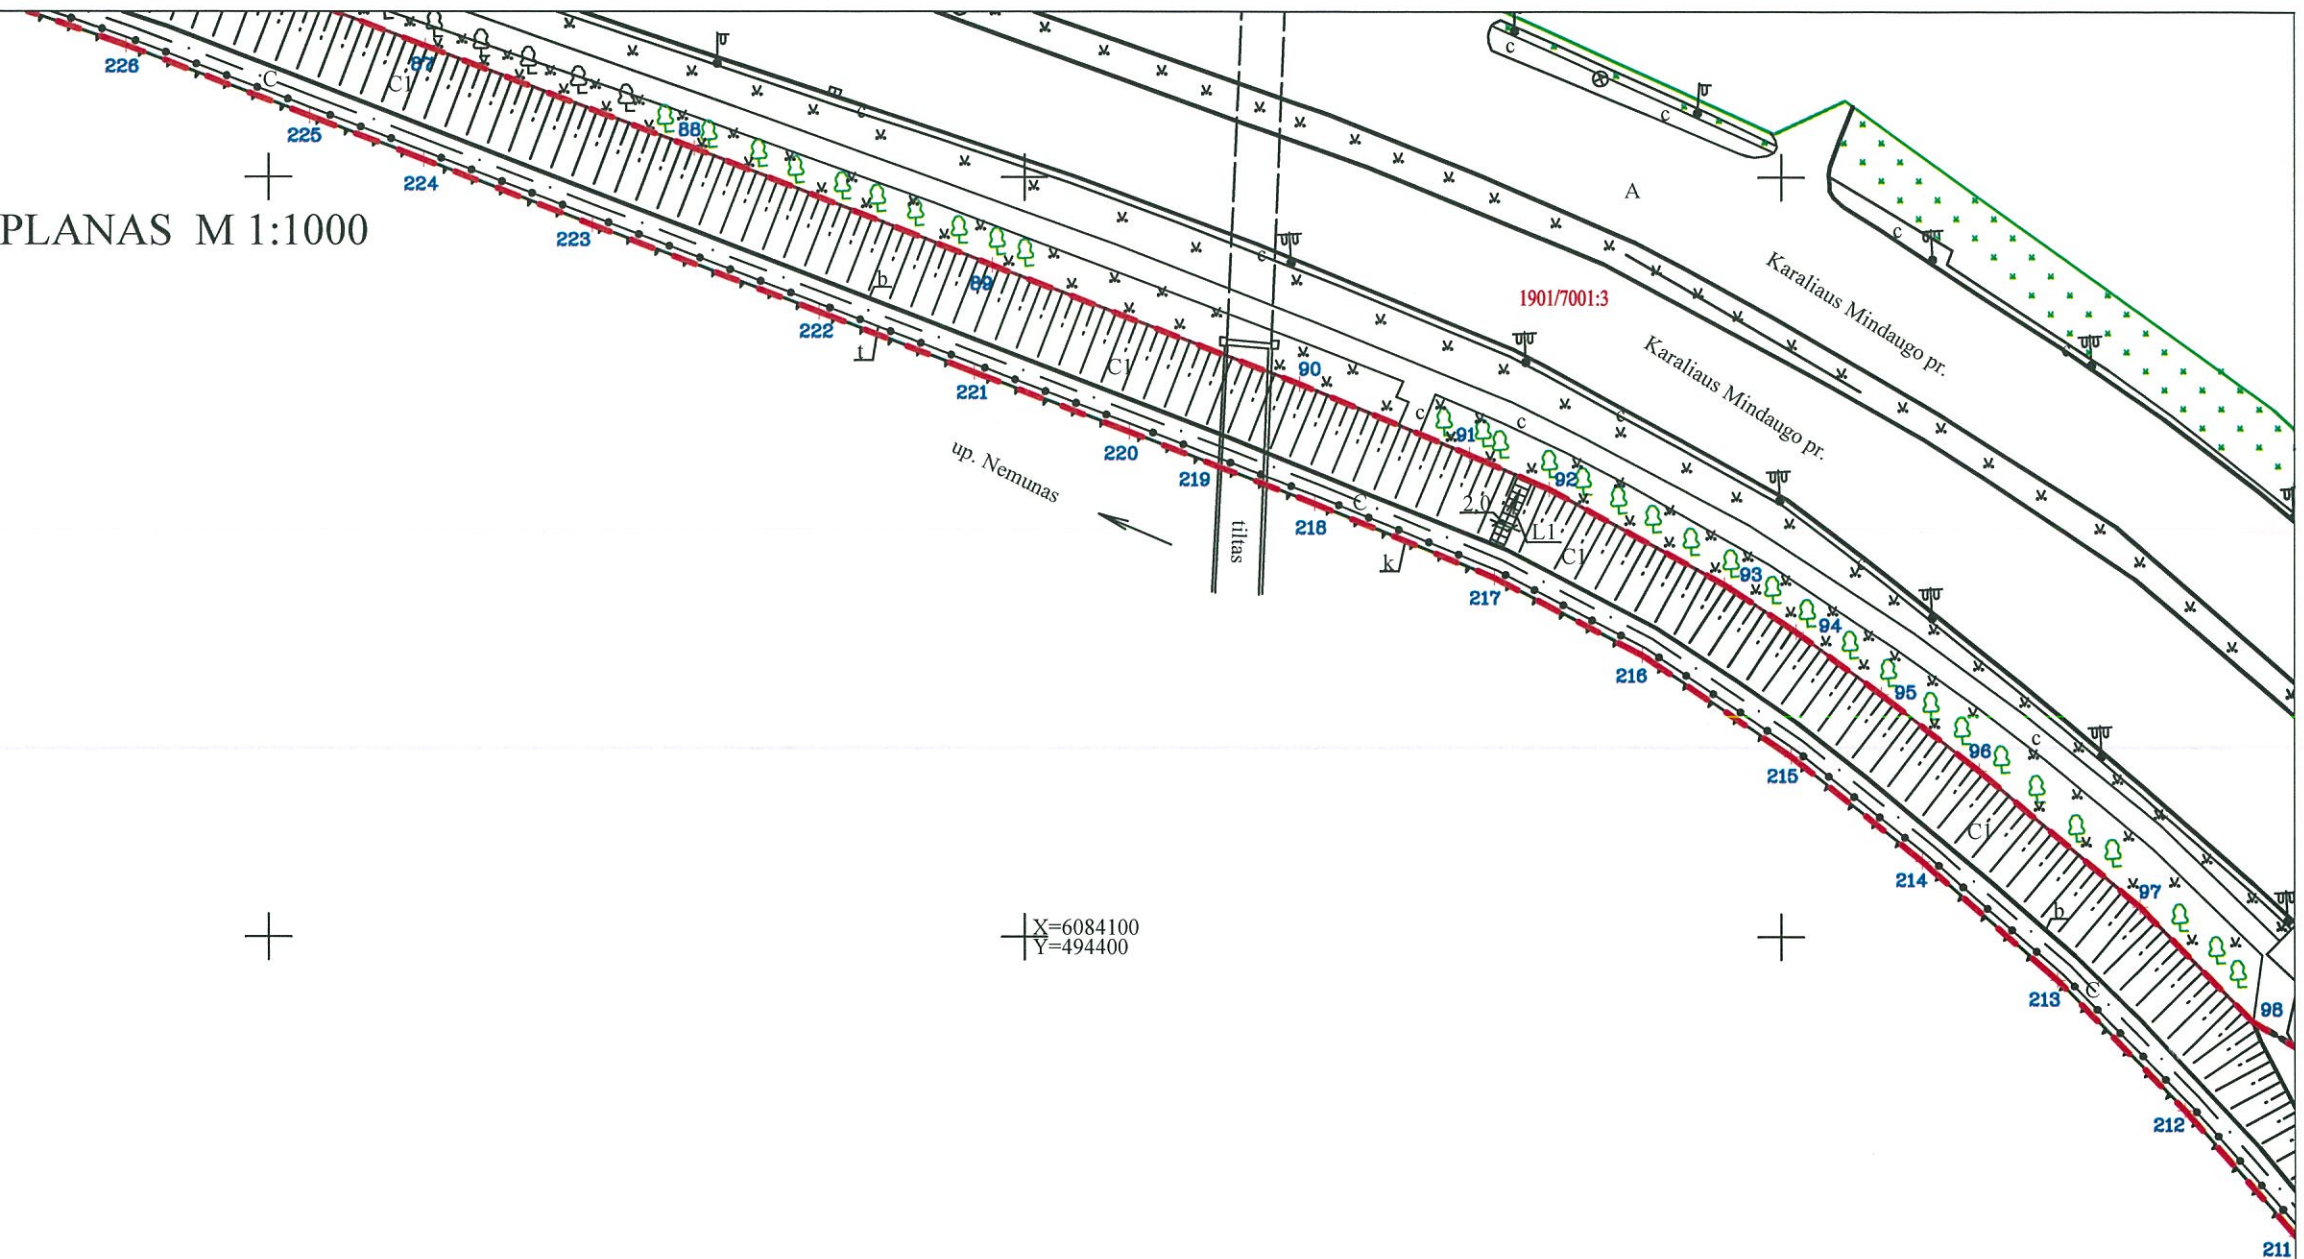 PLANAS M 1:1000
226
225
224
223
222
221
220
219
218
217
216
215
214
213
212
211
87
88
89
90
91
92
93
94
95
96
97
98
C
C1
b
t
C1
c
c
c
c
c
A
Karaliaus Mindaugo pr.
1901/7001:3
Karaliaus Mindaugo pr.
up. Nemunas
tiltas
C
k
2.0
L1
C1
c
c
c
c
C1
b
C
X=6084100
Y=494400